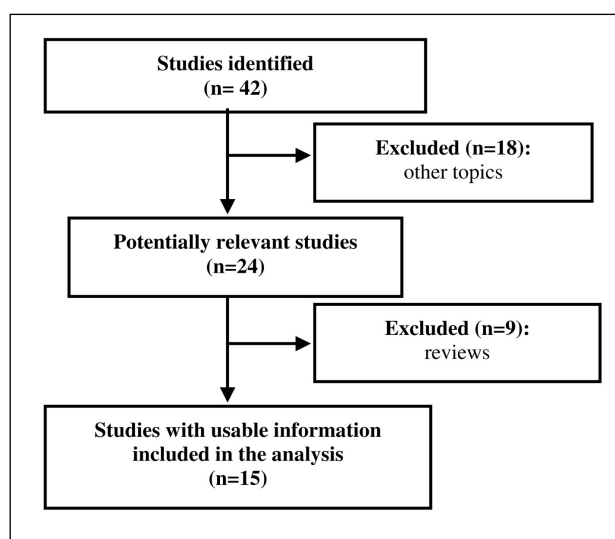 Studies identified
(n= 42)
Excluded (n=18):
other topics
Potentially relevant studies
(n=24)
Excluded (n=9):
reviews
Studies with usable information
included in the analysis
(n=15)